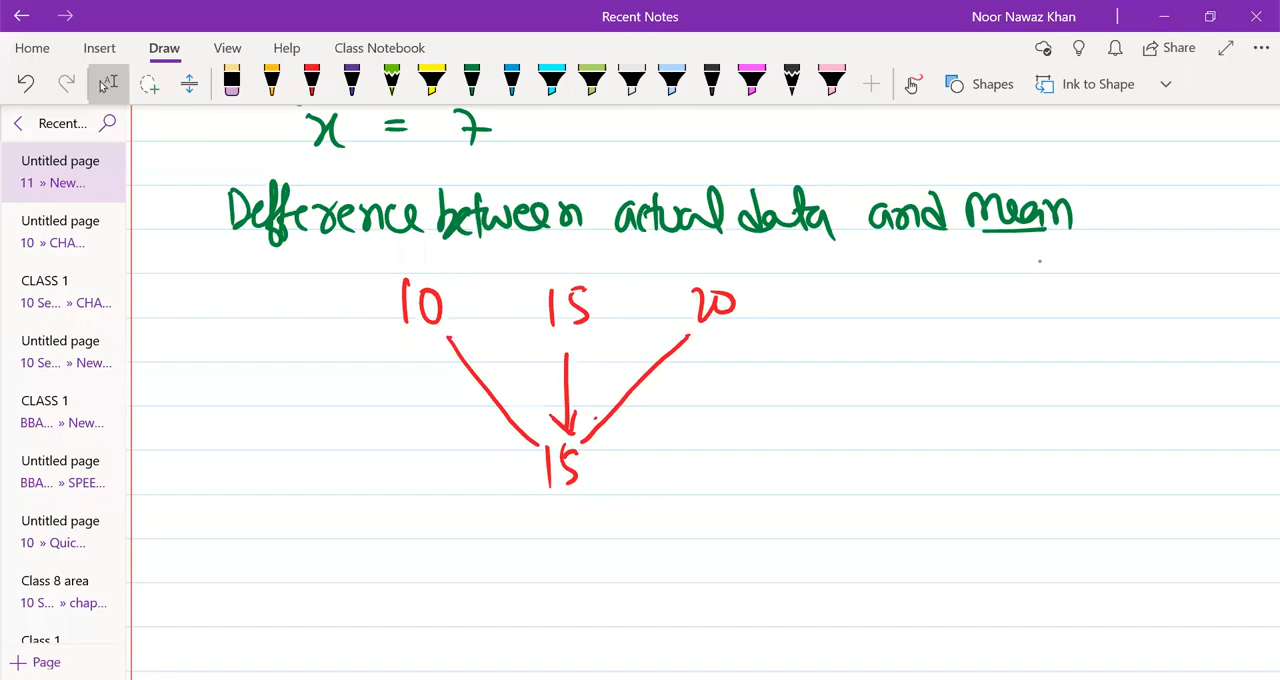 Recent Notes
Noor Nawaz Khan
Home Insert Draw View Help Class Notebook
Share
Shapes
Ink to Shape
Recent...
Untitled page
11 » New...
Untitled page
10 » CHA...
CLASS 1
10 Se... » CHA...
Untitled page
10 Se... » New...
CLASS 1
BBA... » New...
Untitled page
BBA... » SPEE...
Untitled page
10 » Quic...
Class 8 area
10 S... » chap...
Class 1
+ Page
x = 7
Defference between actual data and Mean
10 15 20
15